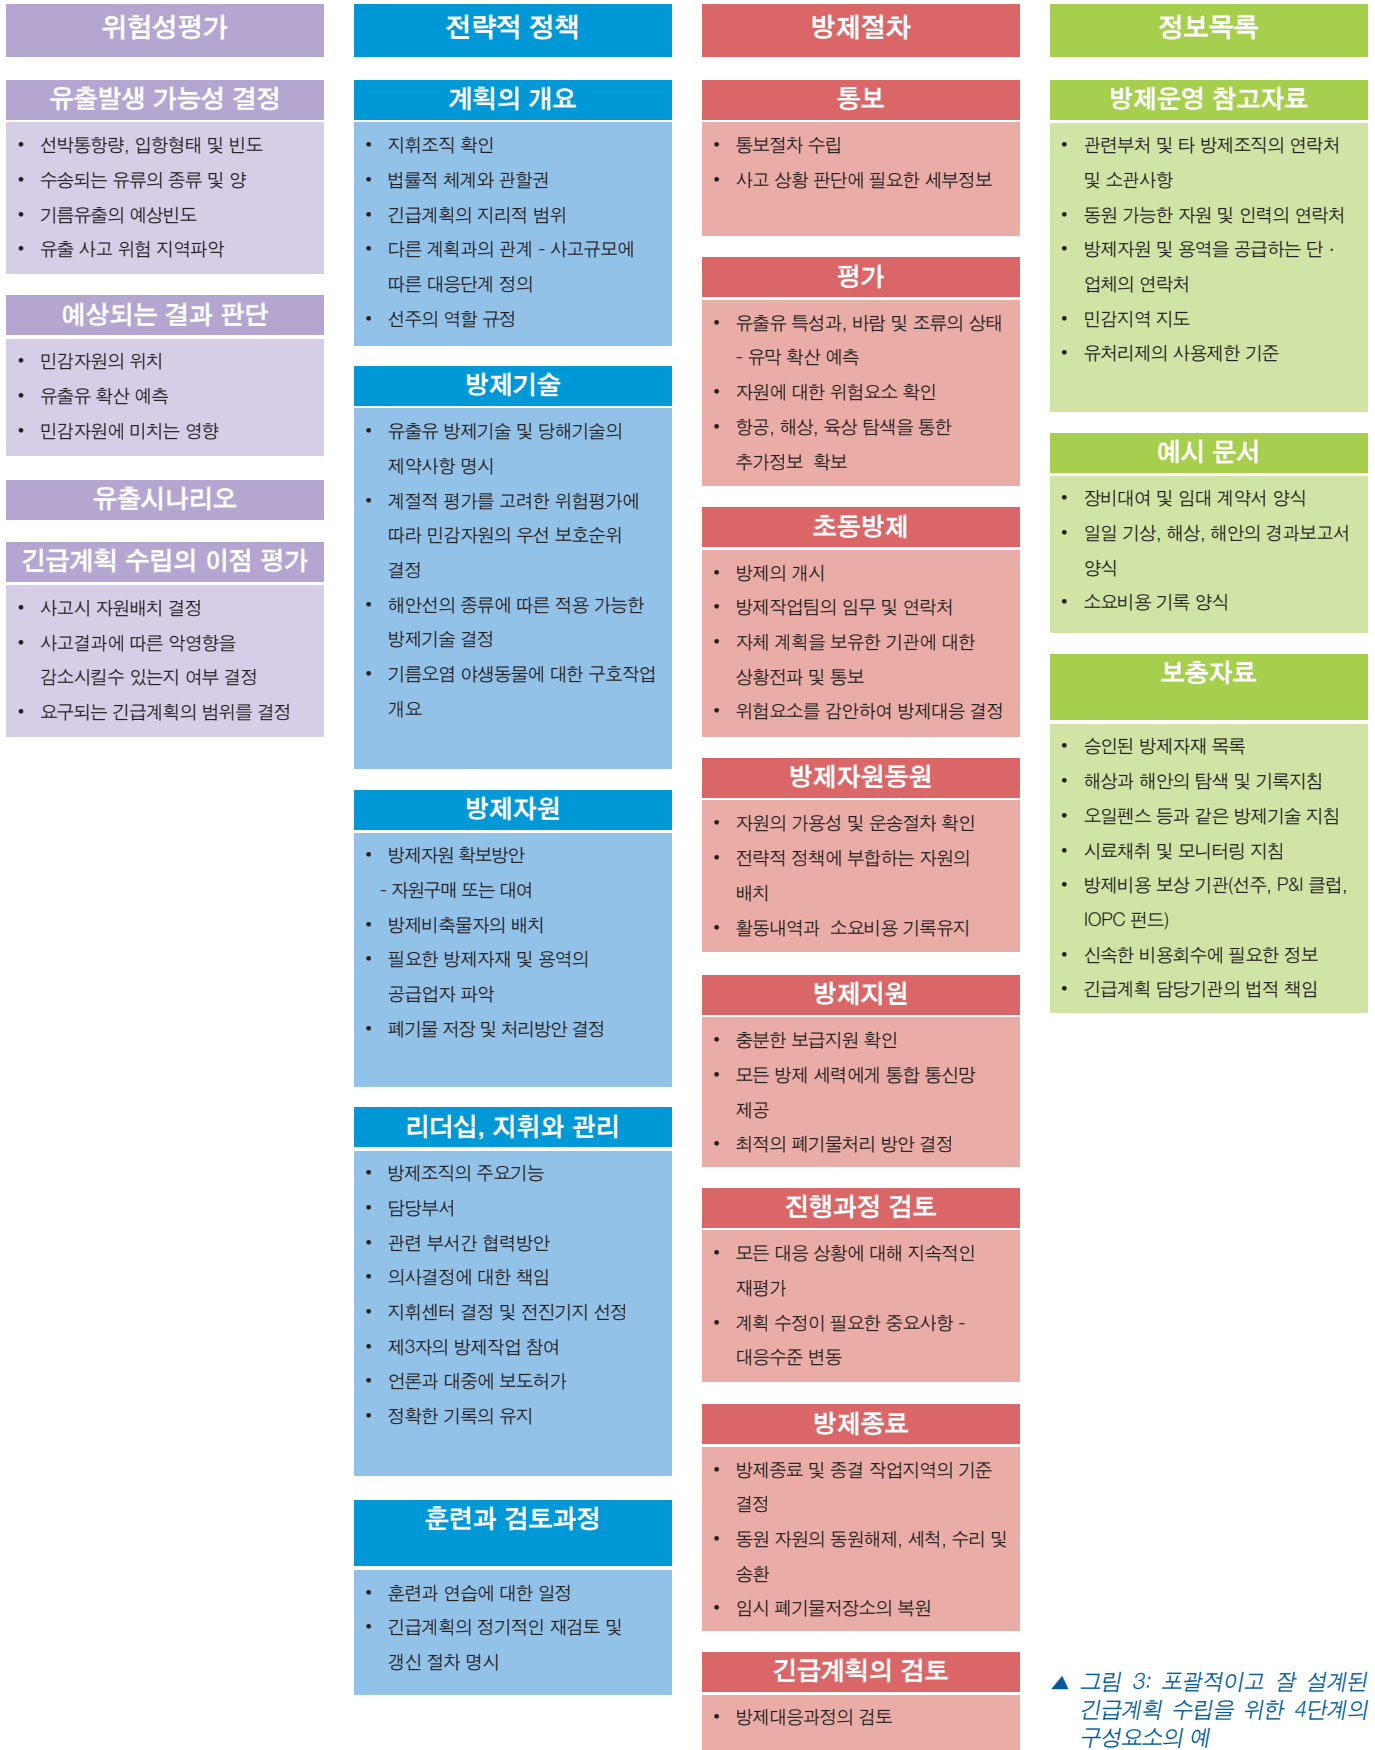 위험성평가
유출발생 가능성 결정
• 선박통항량, 입항형태 및 빈도
• 수송되는 유류의 종류 및 양
• 기름유출의 예상빈도
• 유출 사고 위험 지역파악
예상되는 결과 판단
• 민감자원의 위치
• 유출유 확산 예측
• 민감자원에 미치는 영향
유출시나리오
긴급계획 수립의 이점 평가
• 사고시 자원배치 결정
• 사고결과에 따른 악영향을
감소시킬수 있는지 여부 결정
• 요구되는 긴급계획의 범위를 결정
전략적 정책
계획의 개요
• 지휘조직 확인
• 법률적 체계와 관할권
• 긴급계획의 지리적 범위
• 다른 계획과의 관계 - 사고규모에
따른 대응단계 정의
• 선주의 역할 규정
방제기술
• 유출유 방제기술 및 당해기술의
제약사항 명시
• 계절적 평가를 고려한 위험평가에
따라 민감자원의 우선 보호순위
결정
• 해안선의 종류에 따른 적용 가능한
방제기술 결정
• 기름오염 야생동물에 대한 구호작업
개요
방제자원
• 방제자원 확보방안
- 자원구매 또는 대여
• 방제비축물자의 배치
• 필요한 방제자재 및 용역의
공급업자 파악
• 폐기물 저장 및 처리방안 결정
리더십, 지휘와 관리
• 방제조직의 주요기능
• 담당부서
• 관련 부서간 협력방안
• 의사결정에 대한 책임
• 지휘센터 결정 및 전진기지 선정
• 제3자의 방제작업 참여
• 언론과 대중에 보도허가
• 정확한 기록의 유지
훈련과 검토과정
• 훈련과 연습에 대한 일정
• 긴급계획의 정기적인 재검토 및
갱신 절차 명시
방제절차
통보
• 통보절차 수립
• 사고 상황 판단에 필요한 세부정보
평가
• 유출유 특성과, 바람 및 조류의 상태
- 유막 확산 예측
• 자원에 대한 위험요소 확인
• 항공, 해상, 육상 탐색을 통한
추가정보 확보
초동방제
• 방제의 개시
• 방제작업팀의 임무 및 연락처
• 자체 계획을 보유한 기관에 대한
상황전파 및 통보
• 위험요소를 감안하여 방제대응 결정
방제자원동원
• 자원의 가용성 및 운송절차 확인
• 전략적 정책에 부합하는 자원의
배치
• 활동내역과 소요비용 기록유지
방제지원
• 충분한 보급지원 확인
• 모든 방제 세력에게 통합 통신망
제공
• 최적의 폐기물처리 방안 결정
진행과정 검토
• 모든 대응 상황에 대해 지속적인
재평가
• 계획 수정이 필요한 중요사항 -
대응수준 변동
방제종료
• 방제종료 및 종결 작업지역의 기준
결정
• 동원 자원의 동원해제, 세척, 수리 및
송환
• 임시 폐기물저장소의 복원
긴급계획의 검토
• 방제대응과정의 검토
정보목록
방제운영 참고자료
• 관련부처 및 타 방제조직의 연락처
및 소관사항
• 동원 가능한 자원 및 인력의 연락처
• 방제자원 및 용역을 공급하는 단 ·
업체의 연락처
• 민감지역 지도
• 유처리제의 사용제한 기준
예시 문서
• 장비대여 및 임대 계약서 양식
• 일일 기상, 해상, 해안의 경과보고서
양식
• 소요비용 기록 양식
보충자료
• 승인된 방제자재 목록
• 해상과 해안의 탐색 및 기록지침
• 오일펜스 등과 같은 방제기술 지침
• 시료채취 및 모니터링 지침
• 방제비용 보상 기관(선주, P&I 클럽,
IOPC 펀드)
• 신속한 비용회수에 필요한 정보
• 긴급계획 담당기관의 법적 책임
▲ 그림 3: 포괄적이고 잘 설계된
긴급계획 수립을 위한 4단계의
구성요소의 예